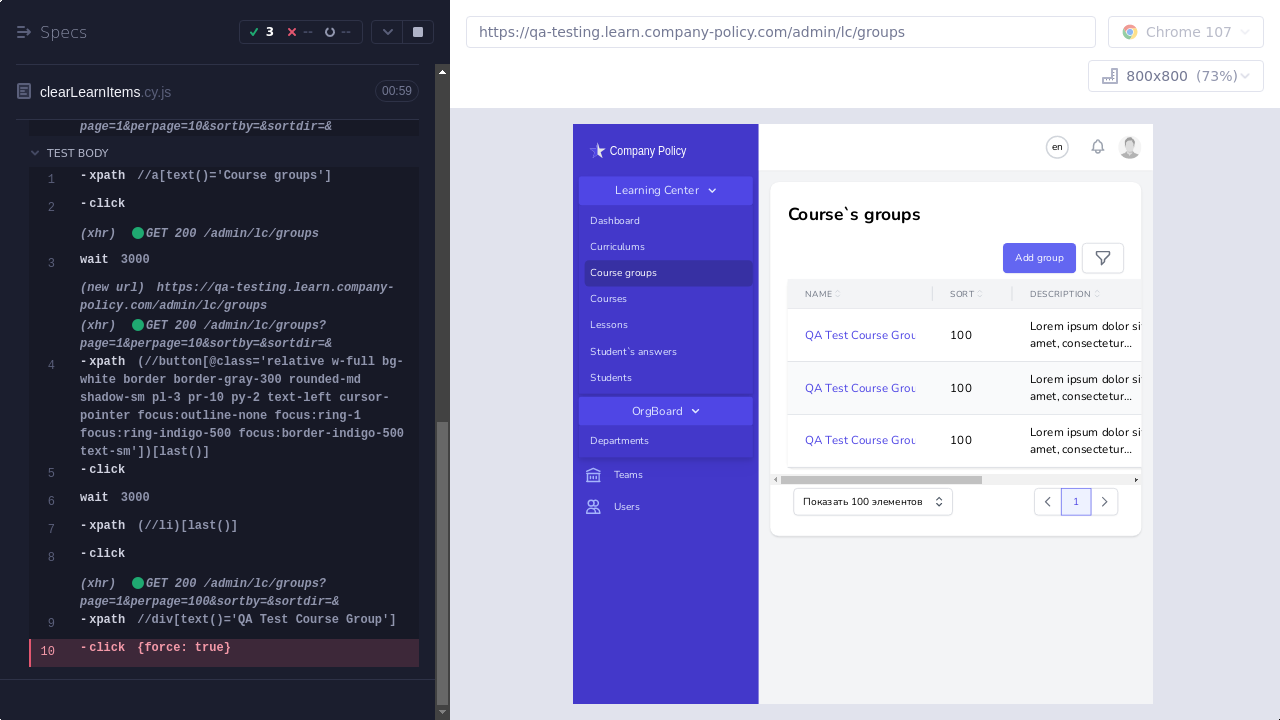 Specs
3
--
--
https://qa-testing.learn.company-policy.com/admin/lc/groups
Chrome 107
800x800 (73%)
clearLearnItems.cy.js
00:59
page=1&perpage=10&sortby=&sortdir=&
TEST BODY
1 -xpath //a[text()='Course groups']
2 -click
(xhr) GET 200 /admin/lc/groups
3 wait 3000
(new url) https://qa-testing.learn.company-
policy.com/admin/lc/groups
(xhr) GET 200 /admin/lc/groups?
page=1&perpage=10&sortby=&sortdir=&
4 -xpath (//button[@class='relative w-full bg-
white border border-gray-300 rounded-md
shadow-sm pl-3 pr-10 py-2 text-left cursor-
pointer focus:outline-none focus:ring-1
focus:ring-indigo-500 focus:border-indigo-500
text-sm'])[last()]
5 -click
6 wait 3000
7 -xpath (//li)[last()]
8 -click
(xhr) GET 200 /admin/lc/groups?
page=1&perpage=100&sortby=&sortdir=&
9 -xpath //div[text()='QA Test Course Group']
10 -click {force: true}
Company Policy
Learning Center
Dashboard
Curriculums
Course groups
Courses
Lessons
Student`s answers
Students
OrgBoard
Departments
Teams
Users
en
Course`s groups
Add group
NAME SORT DESCRIPTION
QA Test Course Grou 100 Lorem ipsum dolor si
amet, consectetur...
QA Test Course Grou 100 Lorem ipsum dolor si
amet, consectetur...
QA Test Course Grou 100 Lorem ipsum dolor si
amet, consectetur...
Показать 100 элементов
1